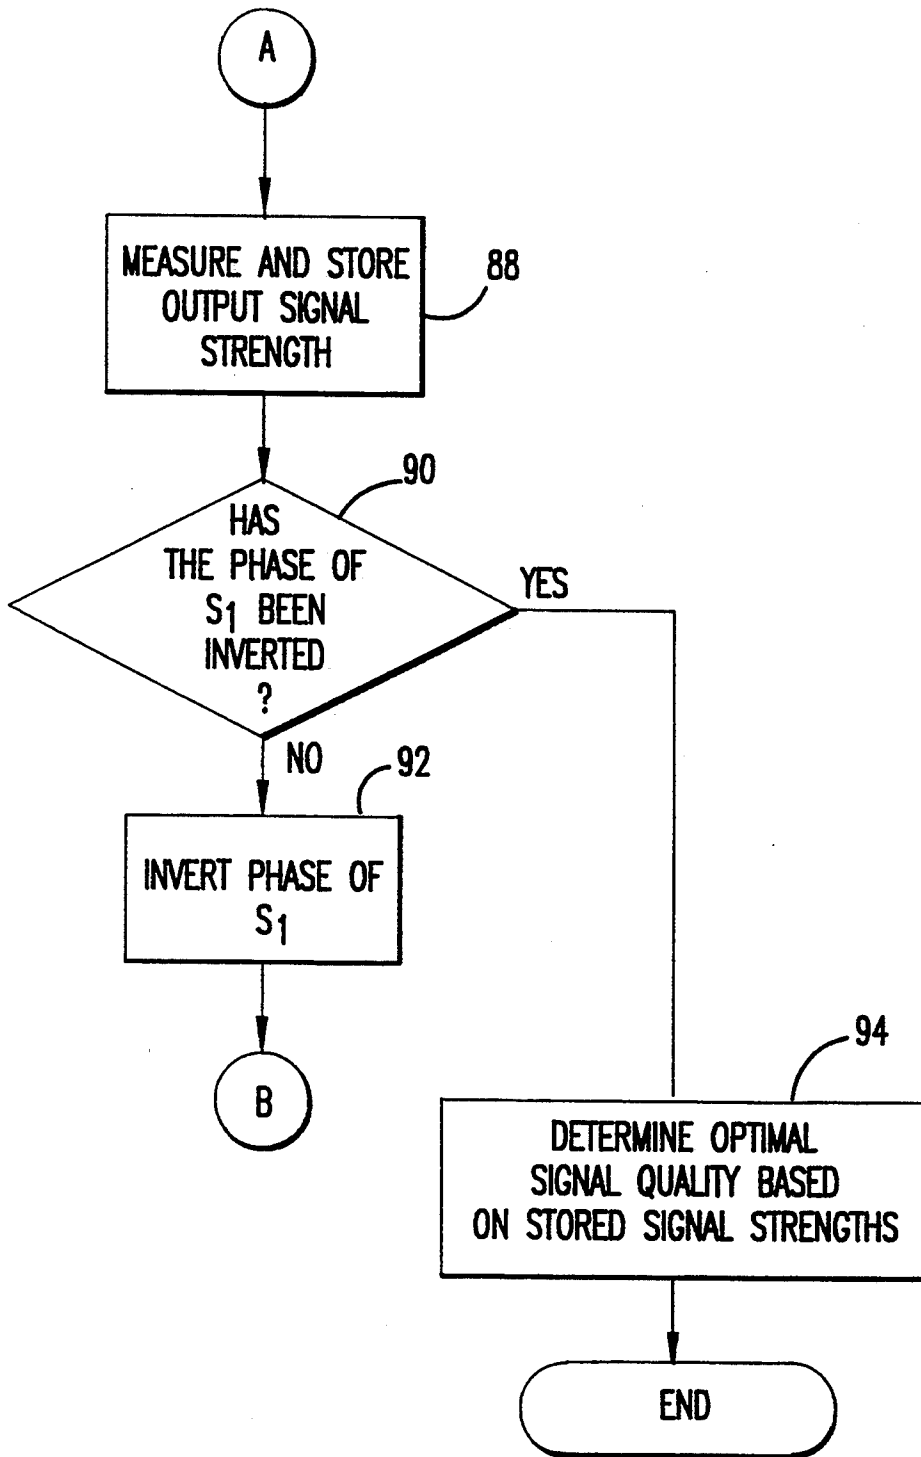 A
MEASURE AND STORE
OUTPUT SIGNAL
STRENGTH
88
90
HAS
THE PHASE OF
S1 BEEN
INVERTED
?
YES
NO
92
INVERT PHASE OF
S1
B
94
DETERMINE OPTIMAL
SIGNAL QUALITY BASED
ON STORED SIGNAL STRENGTHS
END